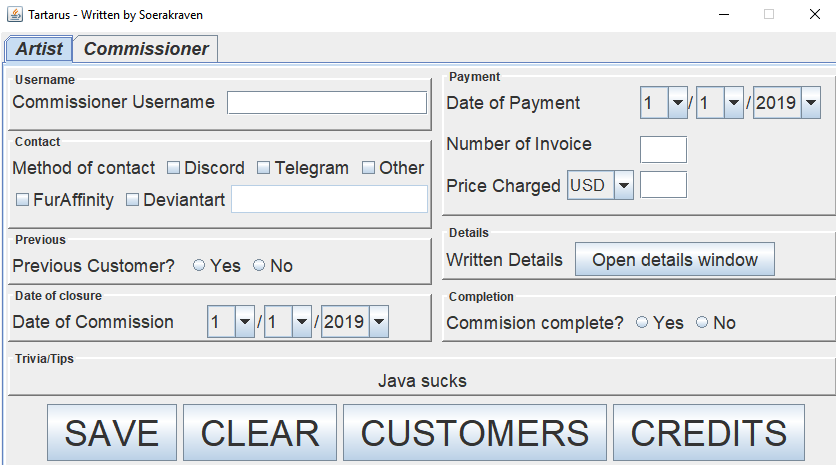 Tartarus - Written by Soerakraven
Artist Commissioner
Username
Commissioner Username
Contact
Method of contact Discord Telegram Other
FurAffinity Deviantart
Previous
Previous Customer? Yes No
Date of closure
Date of Commission 1 / 1 / 2019
Payment
Date of Payment 1 / 1 / 2019
Number of Invoice
Price Charged USD
Details
Written Details Open details window
Completion
Commision complete? Yes No
Trivia/Tips
Java sucks
SAVE CLEAR CUSTOMERS CREDITS